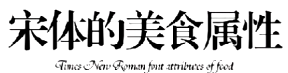 宋体的美食属性
Times New Roman font attributes of food